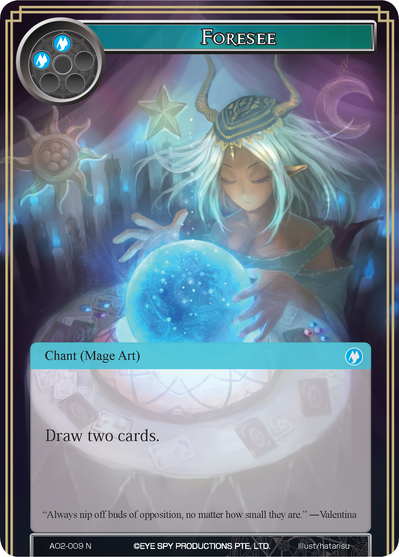 Foresee
Chant (Mage Art)
Draw two cards.
“Always nip off buds of opposition, no matter how small they are.” —Valentina
A02-009 N
©EYE SPY PRODUCTIONS PTE. LTD.
Illust/hatarisu